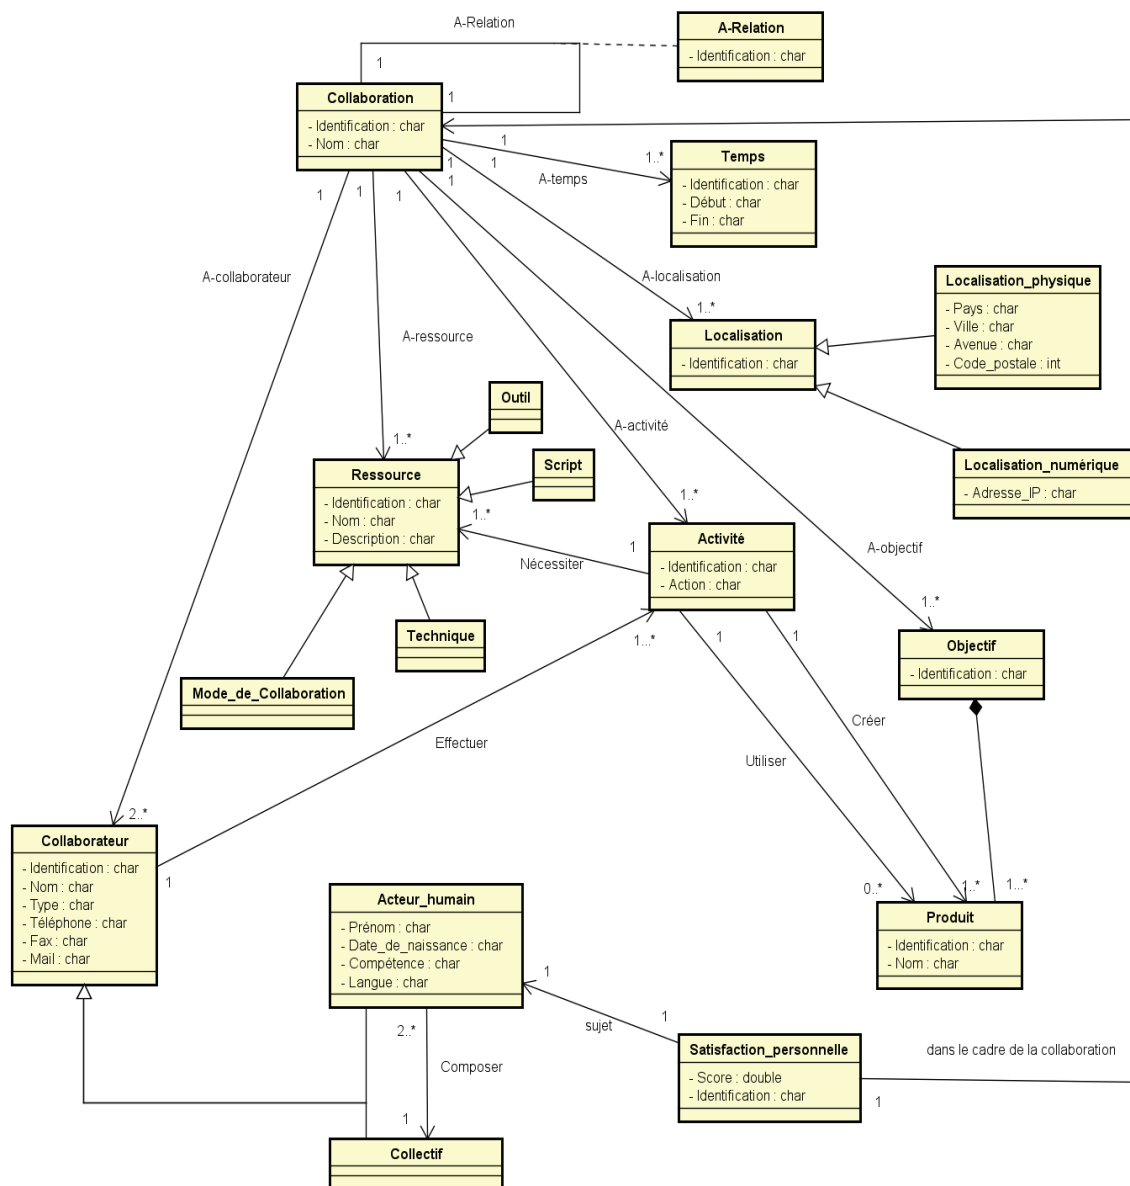 A-Relation
A-Relation
- Identification : char
1
1
Collaboration
- Identification : char
- Nom : char
1
1
1
1
1
1
1
1..*
A-temps
Temps
- Identification : char
- Début : char
- Fin : char
A-collaborateur
A-localisation
1..*
Localisation_physique
- Pays : char
- Ville : char
- Avenue : char
- Code_postale : int
Localisation
- Identification : char
A-ressource
Outil
A-activité
1..*
Ressource
- Identification : char
- Nom : char
- Description : char
Script
Localisation_numérique
- Adresse_IP : char
1..*
1..*
Nécessiter
1
Activité
- Identification : char
- Action : char
A-objectif
1..*
Technique
1...*
1
1
Objectif
- Identification : char
Mode_de_Collaboration
Effectuer
Créer
Utiliser
2..*
Collaborateur
- Identification : char
- Nom : char
- Type : char
- Téléphone : char
- Fax : char
- Mail : char
1
Acteur_humain
- Prénom : char
- Date_de_naissance : char
- Compétence : char
- Langue : char
0..*
1..*
1...*
Produit
- Identification : char
- Nom : char
1
1
sujet
2..*
Composer
1
Satisfaction_personnelle
- Score : double
- Identification : char
dans le cadre de la collaboration
1
Collectif